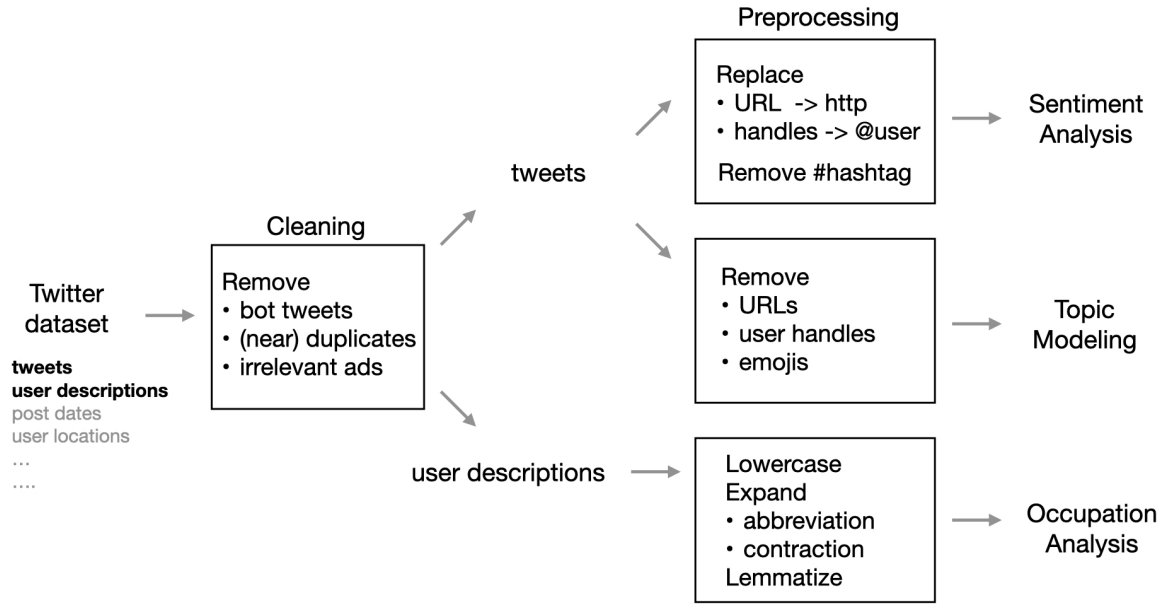 Twitter
dataset
tweets
user descriptions
post dates
user locations
...
....
Cleaning
Remove
• bot tweets
• (near) duplicates
• irrelevant ads
tweets
user descriptions
Preprocessing
Replace
• URL -> http
• handles -> @user
Remove #hashtag
Remove
• URLs
• user handles
• emojis
Lowercase
Expand
• abbreviation
• contraction
Lemmatize
Sentiment
Analysis
Topic
Modeling
Occupation
Analysis